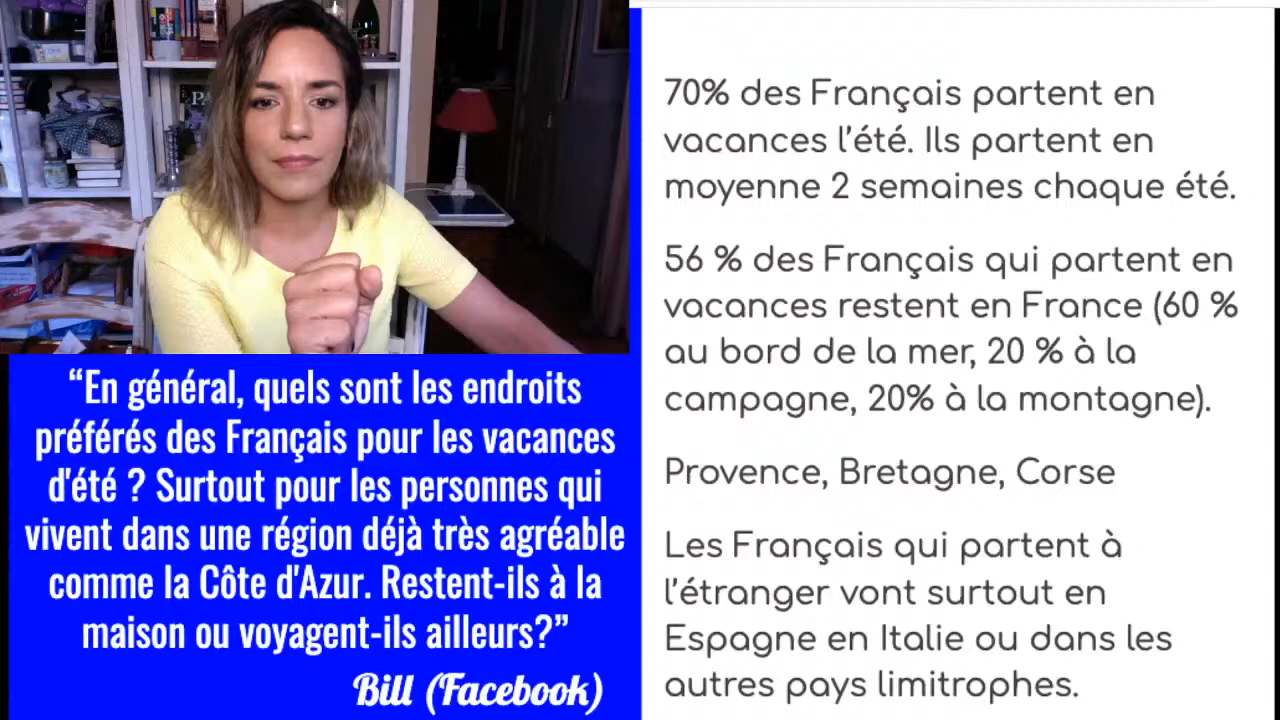 “En général, quels sont les endroits
préférés des Français pour les vacances
d'été ? Surtout pour les personnes qui
vivent dans une région déjà très agréable
comme la Côte d'Azur. Restent-ils à la
maison ou voyagent-ils ailleurs?”
Bill (Facebook)
70% des Français partent en
vacances l’été. Ils partent en
moyenne 2 semaines chaque été.
56 % des Français qui partent en
vacances restent en France (60 %
au bord de la mer, 20 % à la
campagne, 20% à la montagne).
Provence, Bretagne, Corse
Les Français qui partent à
l’étranger vont surtout en
Espagne en Italie ou dans les
autres pays limitrophes.